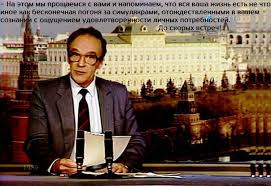 - На этом мы прощаемся с вами и напоминаем, что вся ваша жизнь есть не что
иное как бесконечная погоня за симулякрами, отождествленными в вашем
сознании с ощущением удовлетворенности личных потребностей.
До скорых встреч!